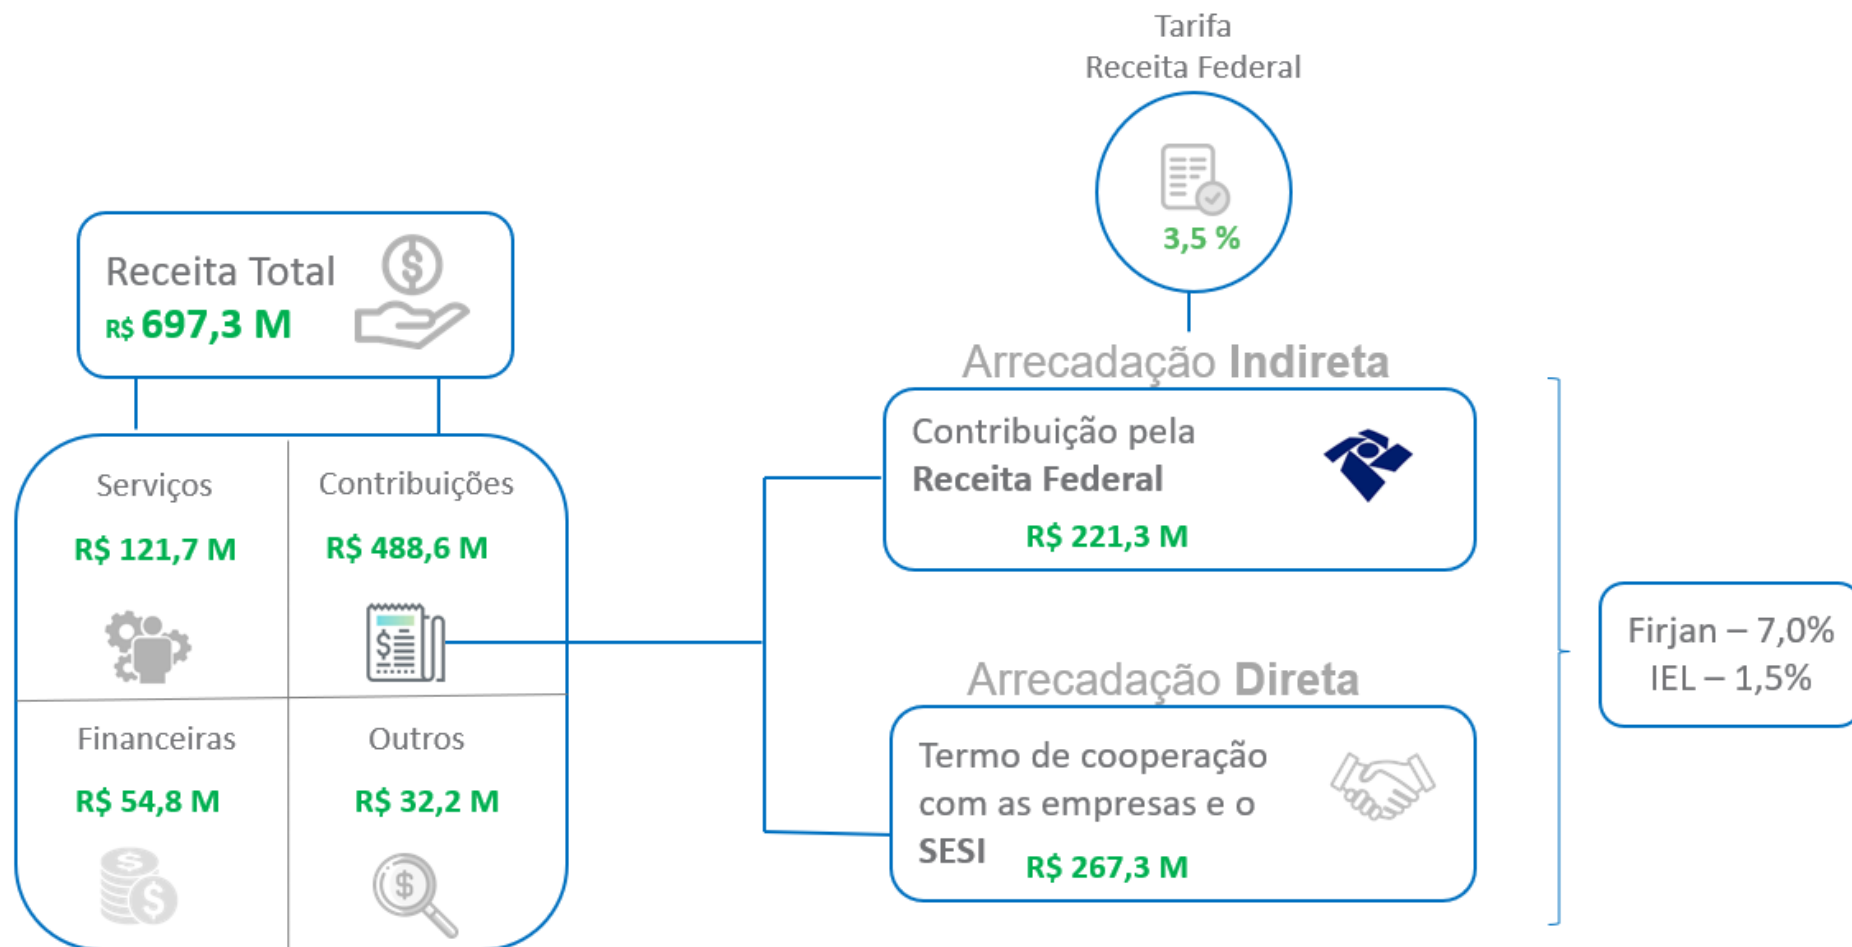 Tarifa
Receita Federal
3,5 %
Receita Total
R$ 697,3 M
Serviços
R$ 121,7 M
Contribuições
R$ 488,6 M
Financeiras
R$ 54,8 M
Outros
R$ 32,2 M
Arrecadação Indireta
Contribuição pela
Receita Federal
R$ 221,3 M
Arrecadação Direta
Termo de cooperação
com as empresas e o
SESI R$ 267,3 M
Firjan – 7,0%
IEL – 1,5%